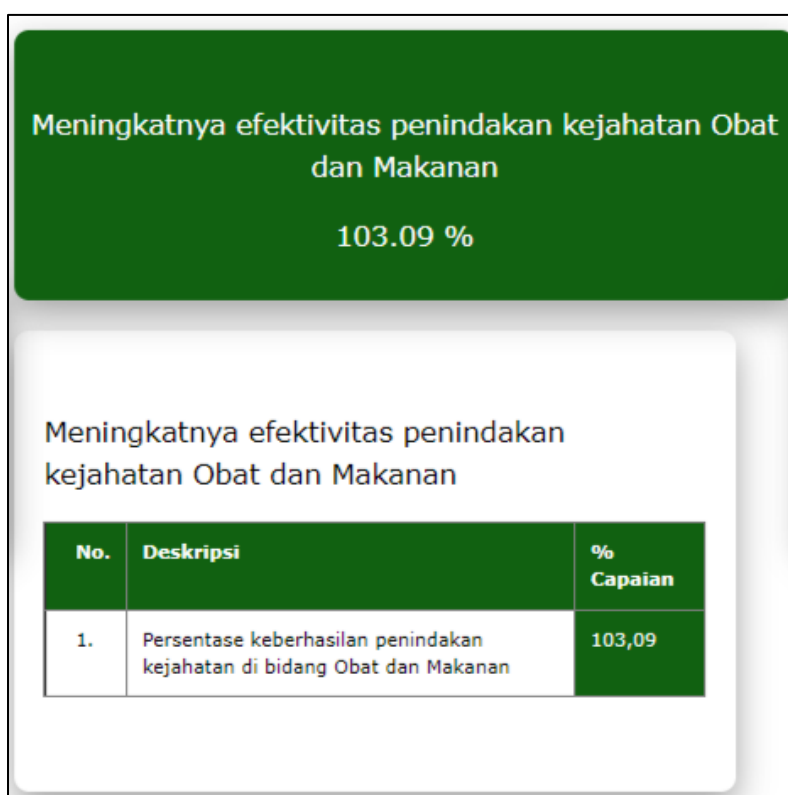 Meningkatnya efektivitas penindakan kejahatan Obat
dan Makanan
103.09 %
Meningkatnya efektivitas penindakan
kejahatan Obat dan Makanan
No. Deskripsi %
Capaian
1. Persentase keberhasilan penindakan 103,09
kejahatan di bidang Obat dan Makanan